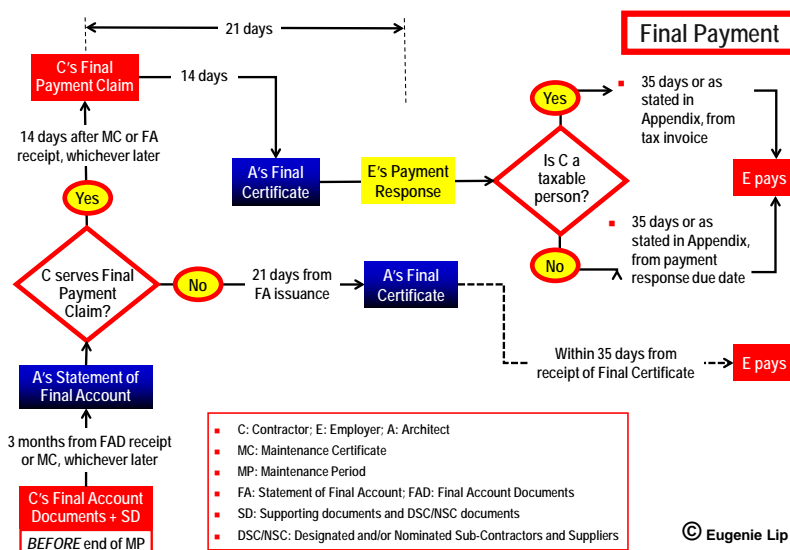 21 days
Final Payment
C's Final
Payment Claim
14 days
Yes
35 days or as
stated in
Appendix, from
tax invoice
14 days after MC or FA
receipt, whichever later
A's Final
Certificate
E's Payment
Response
Is C a
taxable
person?
E pays
Yes
35 days or as
stated in Appendix,
from payment
response due date
No
C serves Final
Payment
Claim?
No
21 days from
FA issuance
A's Final
Certificate
Within 35 days from
receipt of Final Certificate
E pays
A's Statement of
Final Account
3 months from FAD receipt
or MC, whichever later
C's Final Account
Documents + SD
BEFORE end of MP
C: Contractor; E: Employer; A: Architect
MC: Maintenance Certificate
MP: Maintenance Period
FA: Statement of Final Account; FAD: Final Account Documents
SD: Supporting documents and DSC/NSC documents
DSC/NSC: Designated and/or Nominated Sub-Contractors and Suppliers
© Eugenie Lip